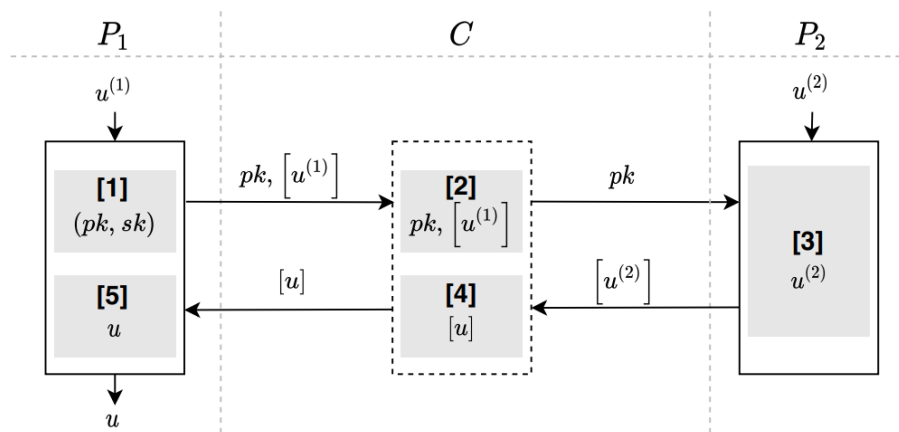 P₁ C P₂
u⁽¹⁾ u⁽²⁾
pk, [u⁽¹⁾] pk
[1] [2]
(pk, sk) pk, [u⁽¹⁾]
[3]
u⁽²⁾
[u] [u⁽²⁾]
[5] [4]
u [u]
u